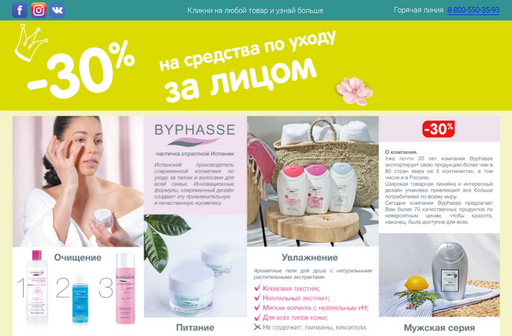 Кликни на любой товар и узнай больше
Горячая линия 8-800-550-35-93
-30%
на средства по уходу
за лицом
BYPHASSE
частичка страстной Испании
Испанский производитель
современной косметики по
уходу за телом и волосами для
всей семьи. Инновационные
формулы, современный дизайн
создают эту привлекательную
и качественную косметику.
-30%
О компании.
Уже почти 20 лет компания Byphasse
экспортирует свою продукцию более чем в
80 стран мира на 5 континентах, в том
числе и в Россию.
Широкая товарная линейка и интересный
дизайн упаковки привлекают все больше
потребителей по всему миру.
Сегодня компания Byphasse предлагает
Вам более 70 качественных продуктов по
невероятным ценам, чтобы красота,
наконец, была доступна для всех.
Очищение
1 2 3
Питание
Увлажнение
Ароматные гели для душа с натуральными
растительными экстрактами.
Кремовая текстура;
Натуральный экстракт;
Мягкая формула с нейтральным pH;
Для всех типов кожи;
Не содержит: парабены, красителя.
Мужская серия